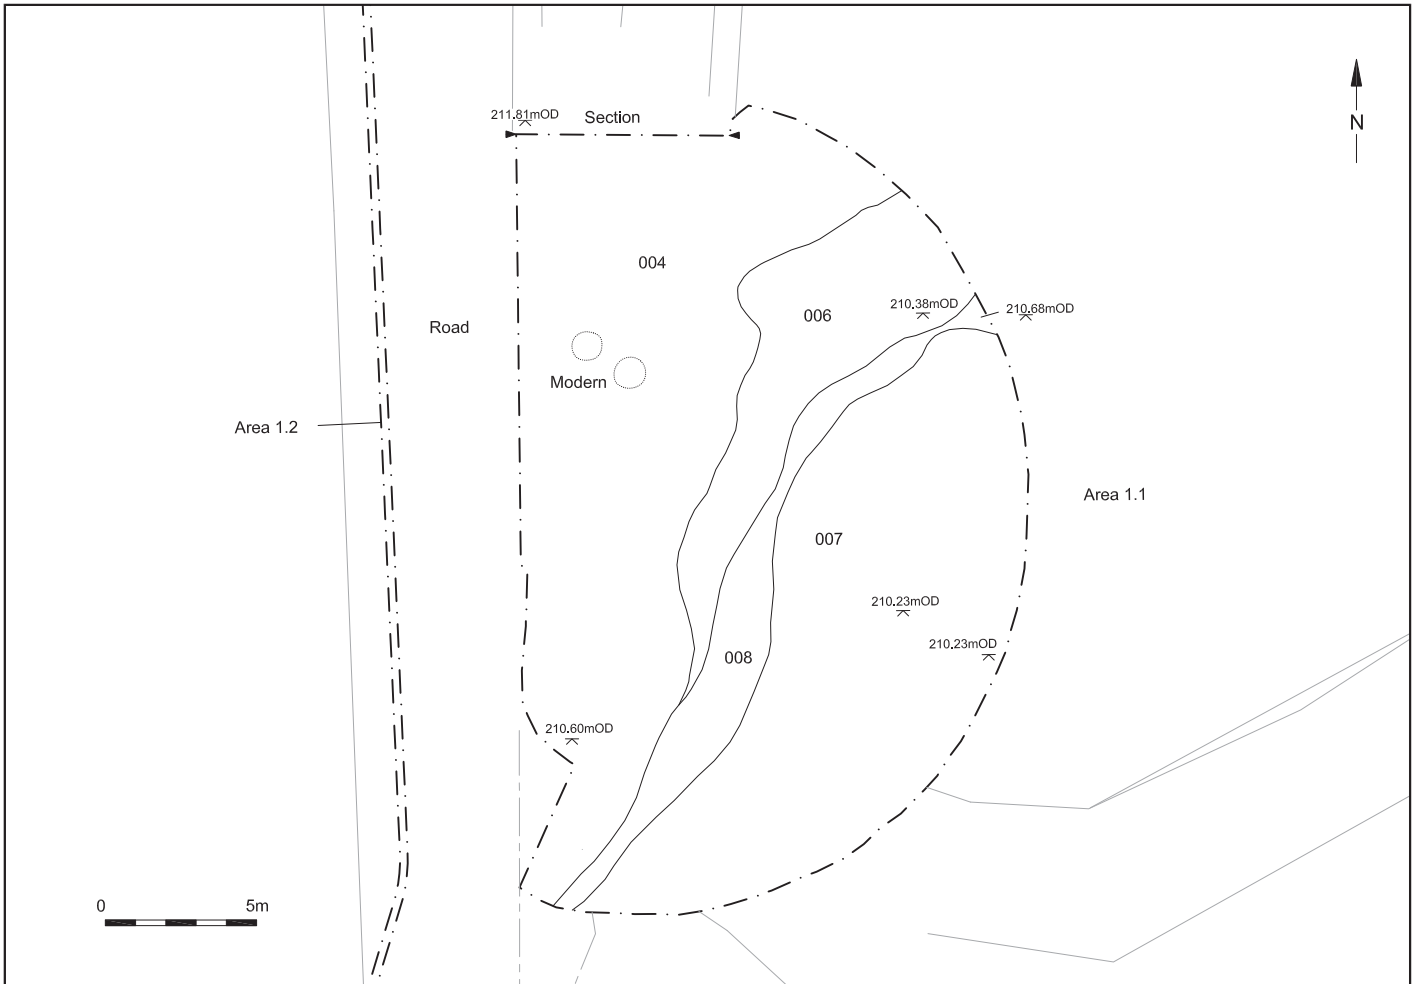 211.81mOD
Section
N
004
006
210.38mOD
210.68mOD
Road
Modern
Area 1.2
Area 1.1
007
210.23mOD
210.23mOD
008
210.60mOD
0 5m